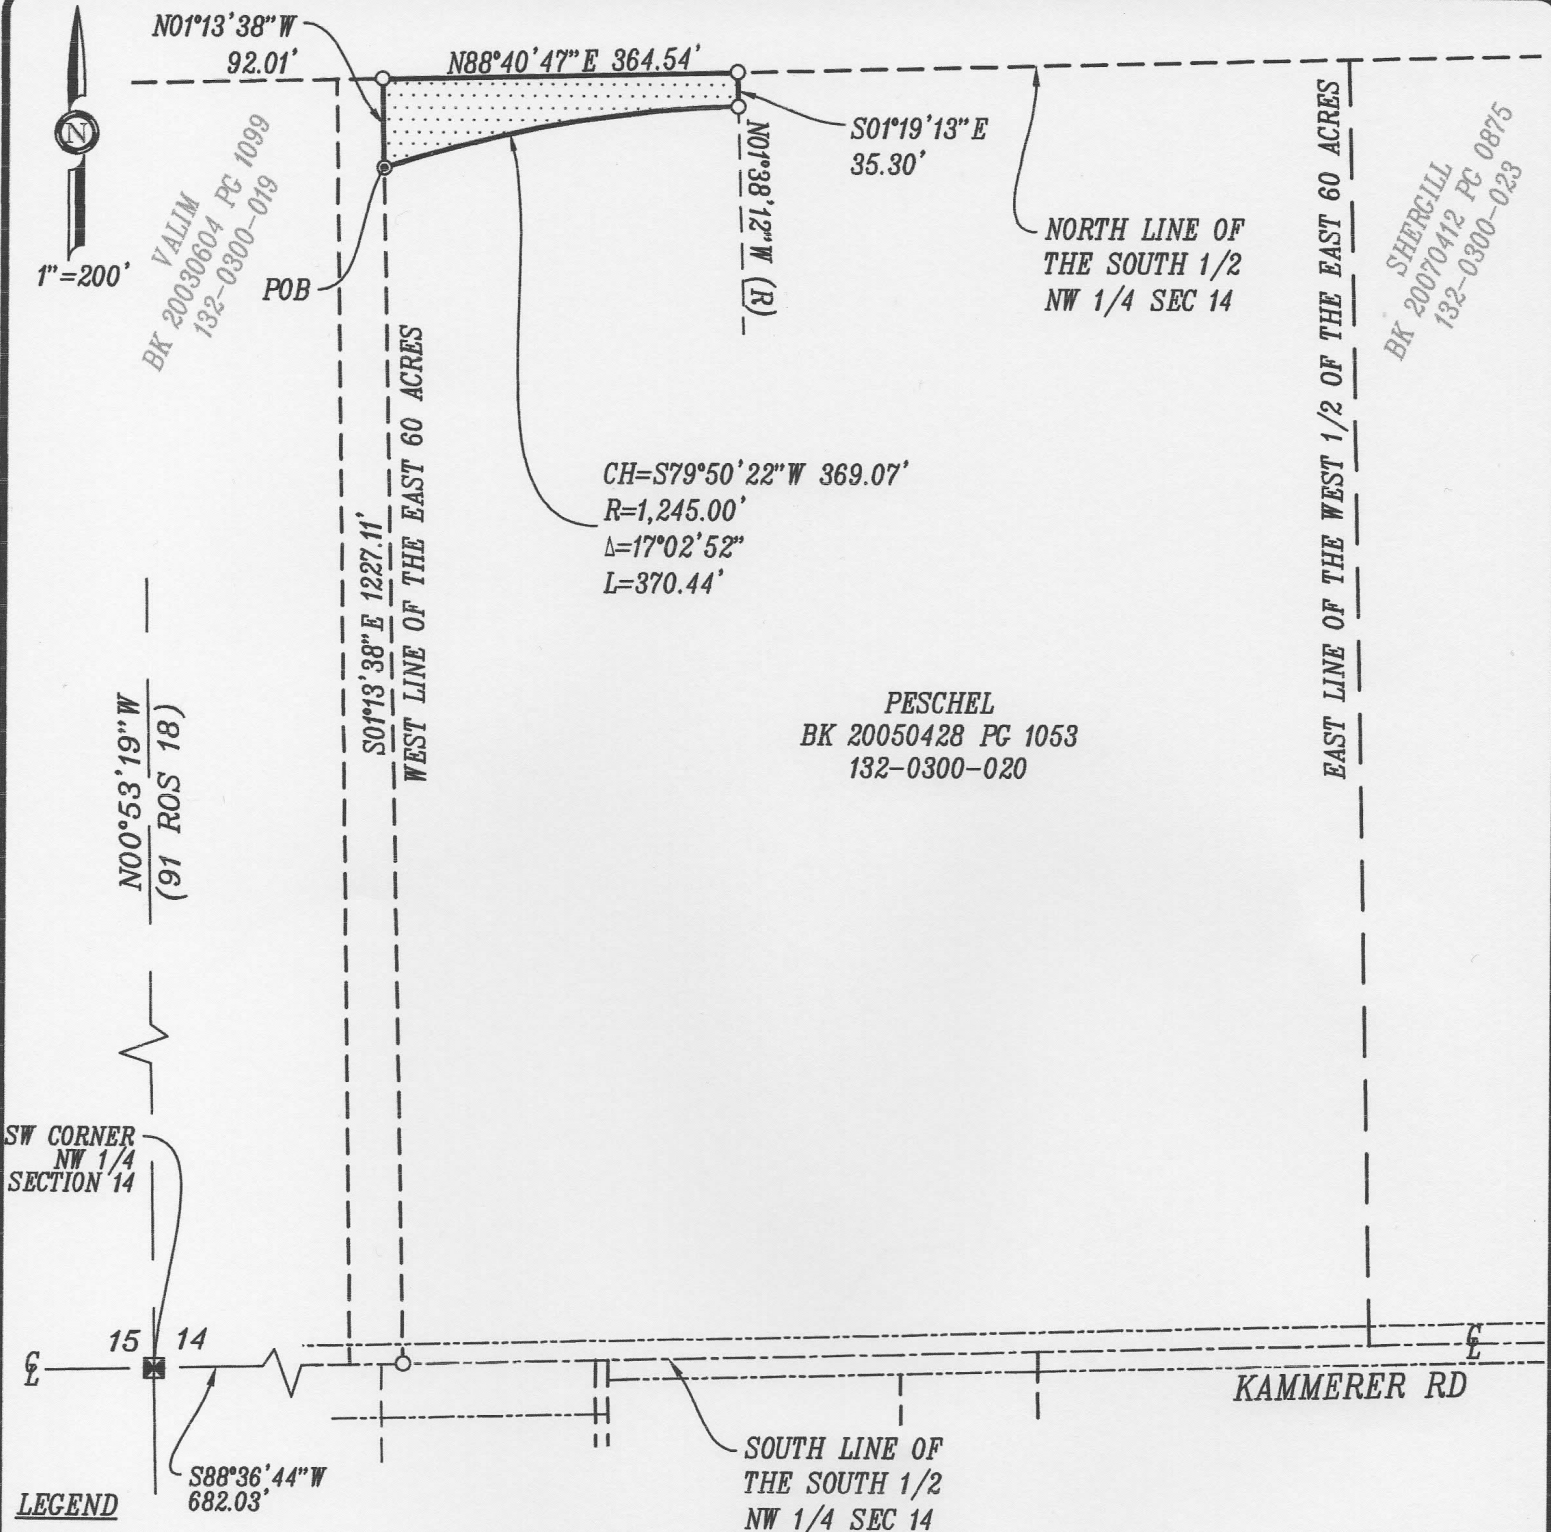 N01°13'38"W
92.01'
N88°40'47"E 364.54'
N
1"=200'
VALIM
BK 20030604 PG 1099
132-0300-019
POB
S01°19'13"E
35.30'
N01°38'12"W (R)
NORTH LINE OF
THE SOUTH 1/2
NW 1/4 SEC 14
EAST LINE OF THE WEST 1/2 OF THE EAST 60 ACRES
SHERGILL
BK 20070412 PG 0875
132-0300-023
CH=S79°50'22"W 369.07'
R=1,245.00'
Δ=17°02'52"
L=370.44'
S01°13'38"E 1227.11'
WEST LINE OF THE EAST 60 ACRES
N00°53'19"W
(91 ROS 18)
PESCHEL
BK 20050428 PG 1053
132-0300-020
SW CORNER
NW 1/4
SECTION 14
15 14
CL
CL
KAMMERER RD
S88°36'44"W
682.03'
SOUTH LINE OF
THE SOUTH 1/2
NW 1/4 SEC 14
LEGEND